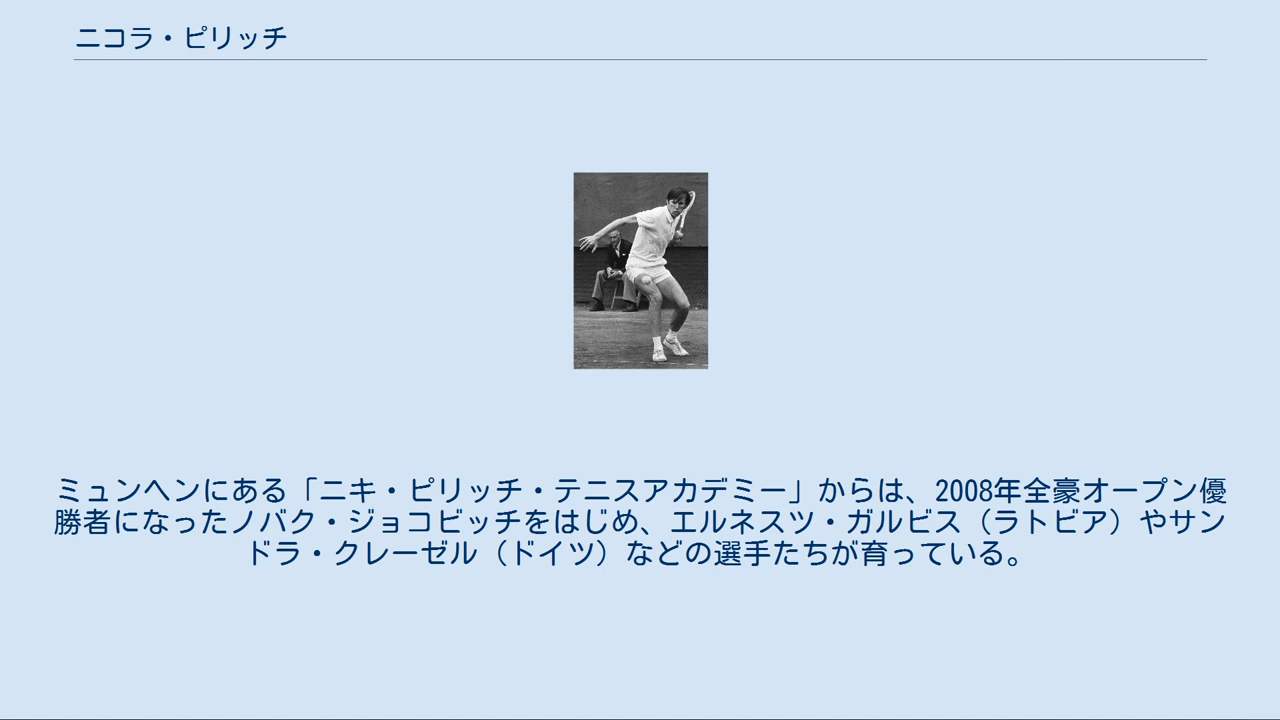 ニコラ・ピリッチ
ミュンヘンにある「ニキ・ピリッチ・テニスアカデミー」からは、2008年全豪オープン優
勝者になったノバク・ジョコビッチをはじめ、エルネスツ・ガルビス（ラトビア）やサン
ドラ・クレーゼル（ドイツ）などの選手たちが育っている。